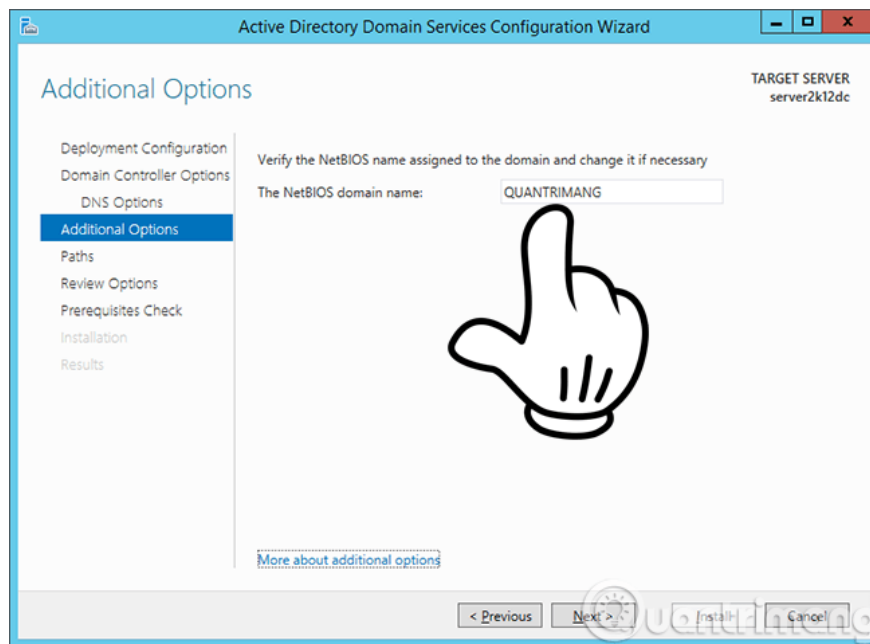 Active Directory Domain Services Configuration Wizard
Additional Options
TARGET SERVER
server2k12dc
Deployment Configuration
Domain Controller Options
DNS Options
Additional Options
Paths
Review Options
Prerequisites Check
Installation
Results
Verify the NetBIOS name assigned to the domain and change it if necessary
The NetBIOS domain name: QUANTRIMANG
More about additional options
< Previous Next > Install Cancel
Quantrimang